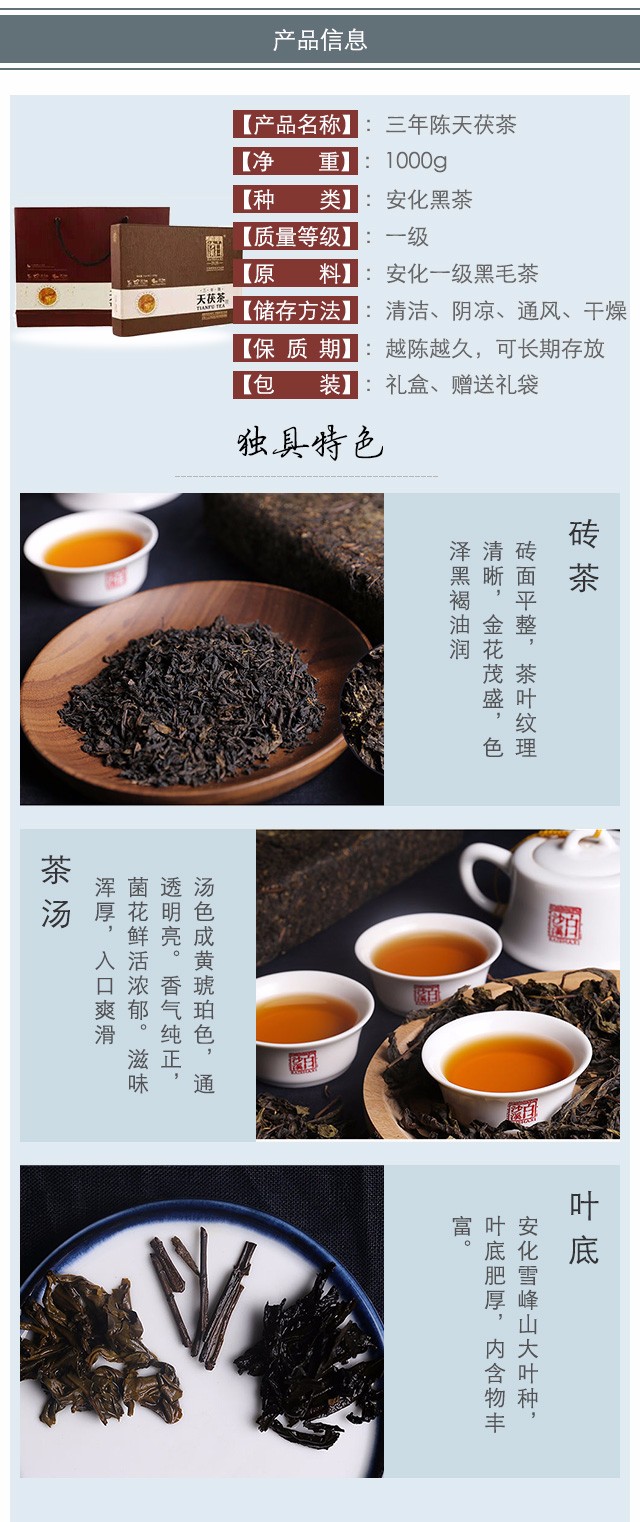 产品信息
【产品名称】：三年陈天茯茶
【净 重】：1000g
【种 类】：安化黑茶
【质量等级】：一级
【原 料】：安化一级黑毛茶
【储存方法】：清洁、阴凉、通风、干燥
【保 质 期】：越陈越久，可长期存放
【包 装】：礼盒、赠送礼袋
天茯茶
TIANFU TEA
独具特色
砖茶
砖面平整，茶叶纹理
清晰，金花茂盛，色
泽黑褐油润
茶汤
汤色成黄琥珀色，通
透明亮。香气纯正，
菌花鲜活浓郁。滋味
浑厚，入口爽滑
白沙溪
叶底
安化雪峰山大叶种，
叶底肥厚，内含物丰
富。